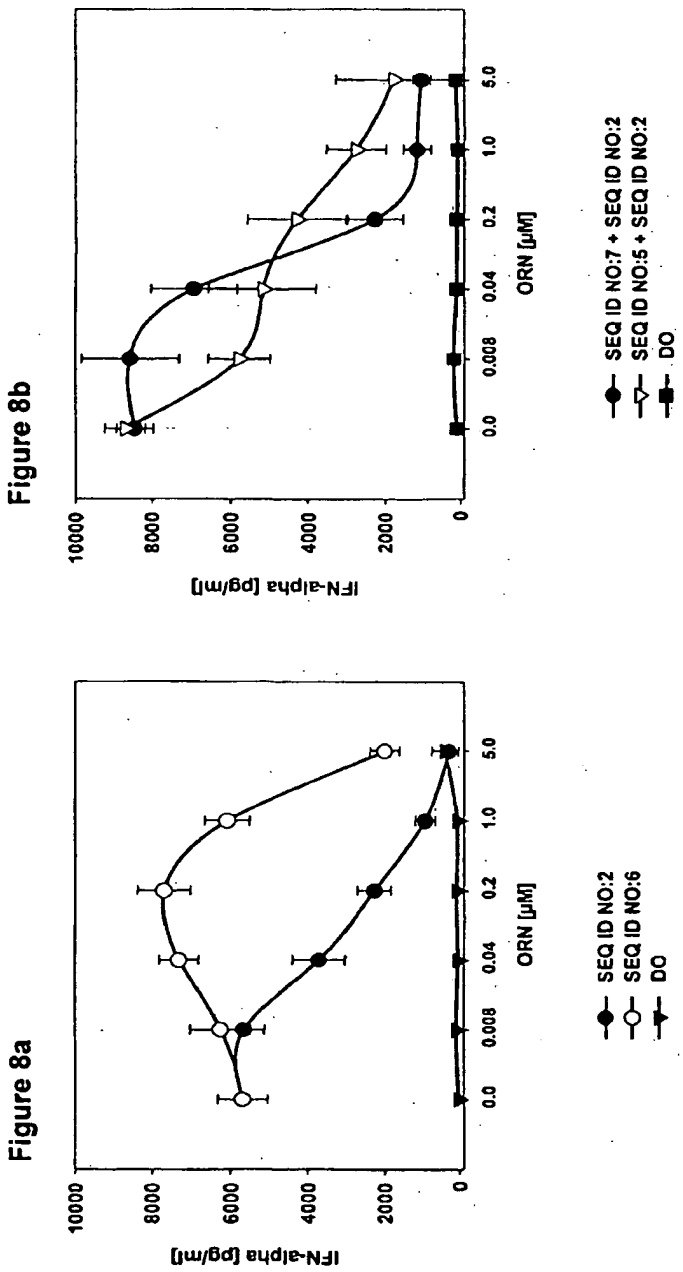 Figure 8a
IFN-alpha [pg/ml]
10000
8000
6000
4000
2000
0
0.0 0.008 0.04 0.2 1.0 5.0
ORN [µM]
SEQ ID NO:2
SEQ ID NO:6
DO
Figure 8b
IFN-alpha [pg/ml]
10000
8000
6000
4000
2000
0
0.0 0.008 0.04 0.2 1.0 5.0
ORN [µM]
SEQ ID NO:7 + SEQ ID NO:2
SEQ ID NO:5 + SEQ ID NO:2
DO